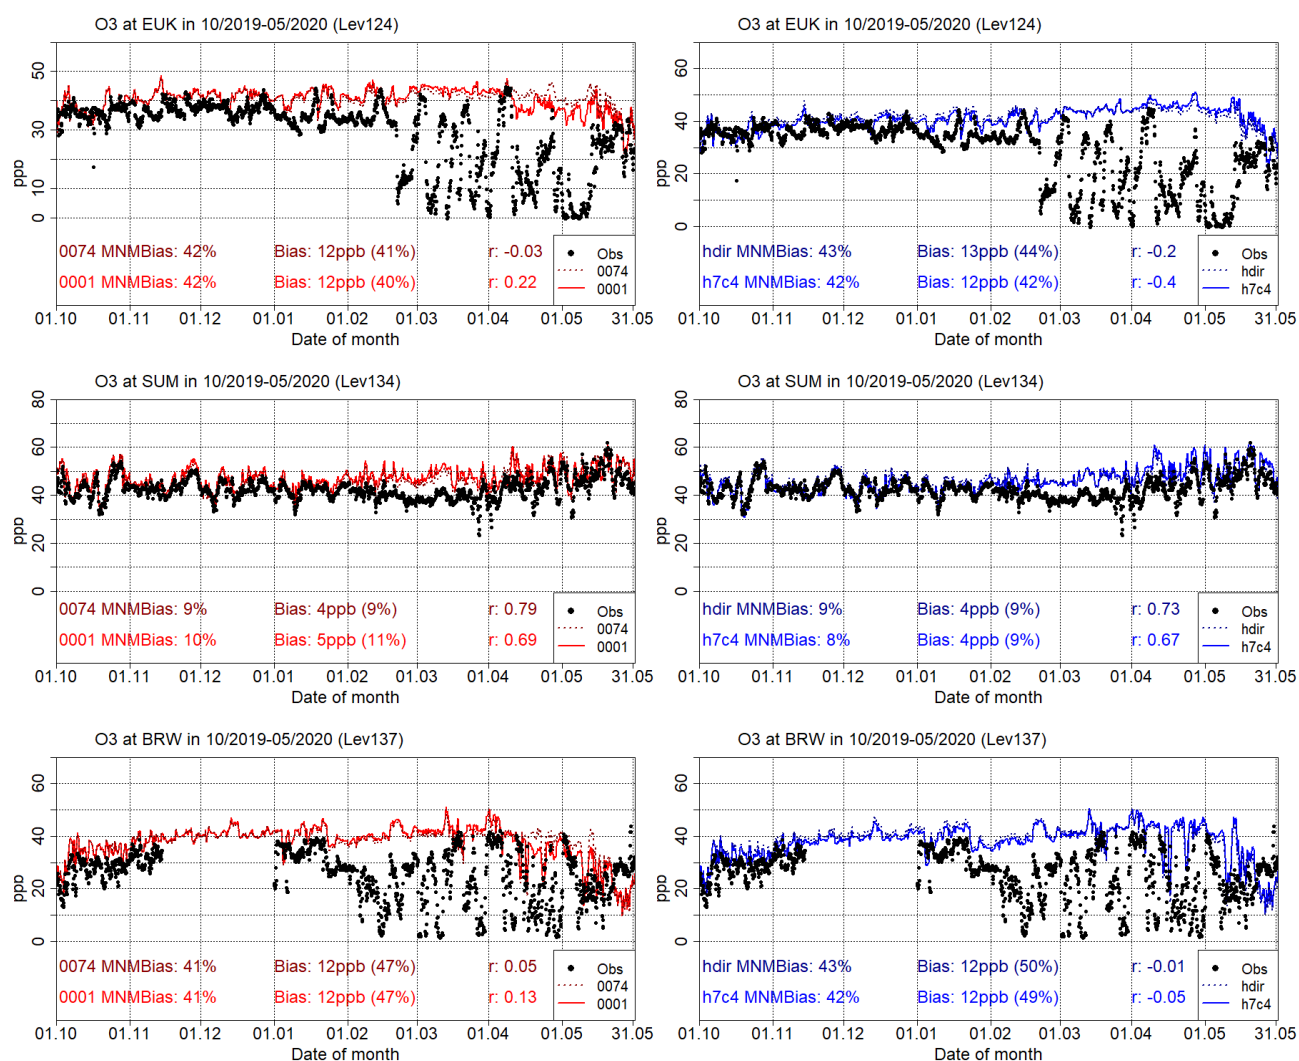 O3 at EUK in 10/2019-05/2020 (Lev124)
ppb
50
30
10
0
0074 MNMBias: 42% Bias: 12ppb (41%) r: -0.03
0001 MNMBias: 42% Bias: 12ppb (40%) r: 0.22
Obs
0074
0001
01.10 01.11 01.12 01.01 01.02 01.03 01.04 01.05 31.05
Date of month
O3 at EUK in 10/2019-05/2020 (Lev124)
ppb
60
40
20
0
hdir MNMBias: 43% Bias: 13ppb (44%) r: -0.2
h7c4 MNMBias: 42% Bias: 12ppb (42%) r: -0.4
Obs
hdir
h7c4
01.10 01.11 01.12 01.01 01.02 01.03 01.04 01.05 31.05
Date of month
O3 at SUM in 10/2019-05/2020 (Lev134)
ppb
80
60
40
20
0
0074 MNMBias: 9% Bias: 4ppb (9%) r: 0.79
0001 MNMBias: 10% Bias: 5ppb (11%) r: 0.69
Obs
0074
0001
01.10 01.11 01.12 01.01 01.02 01.03 01.04 01.05 31.05
Date of month
O3 at SUM in 10/2019-05/2020 (Lev134)
ppb
80
60
40
20
0
hdir MNMBias: 9% Bias: 4ppb (9%) r: 0.73
h7c4 MNMBias: 8% Bias: 4ppb (9%) r: 0.67
Obs
hdir
h7c4
01.10 01.11 01.12 01.01 01.02 01.03 01.04 01.05 31.05
Date of month
O3 at BRW in 10/2019-05/2020 (Lev137)
ppb
60
40
20
0
0074 MNMBias: 41% Bias: 12ppb (47%) r: 0.05
0001 MNMBias: 41% Bias: 12ppb (47%) r: 0.13
Obs
0074
0001
01.10 01.11 01.12 01.01 01.02 01.03 01.04 01.05 31.05
Date of month
O3 at BRW in 10/2019-05/2020 (Lev137)
ppb
60
40
20
0
hdir MNMBias: 43% Bias: 12ppb (50%) r: -0.01
h7c4 MNMBias: 42% Bias: 12ppb (49%) r: -0.05
Obs
hdir
h7c4
01.10 01.11 01.12 01.01 01.02 01.03 01.04 01.05 31.05
Date of month